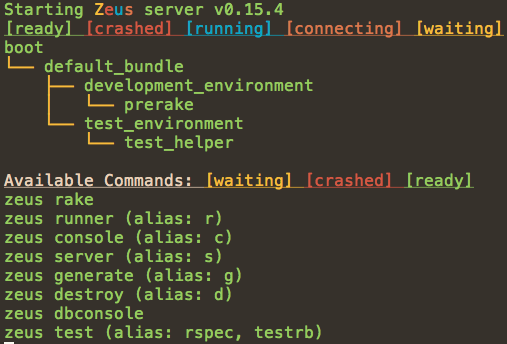 Starting Zeus server v0.15.4
[ready] [crashed] [running] [connecting] [waiting]
boot
└── default_bundle
    ├── development_environment
    │   └── prerake
    └── test_environment
        └── test_helper

Available Commands: [waiting] [crashed] [ready]
zeus rake
zeus runner (alias: r)
zeus console (alias: c)
zeus server (alias: s)
zeus generate (alias: g)
zeus destroy (alias: d)
zeus dbconsole
zeus test (alias: rspec, testrb)